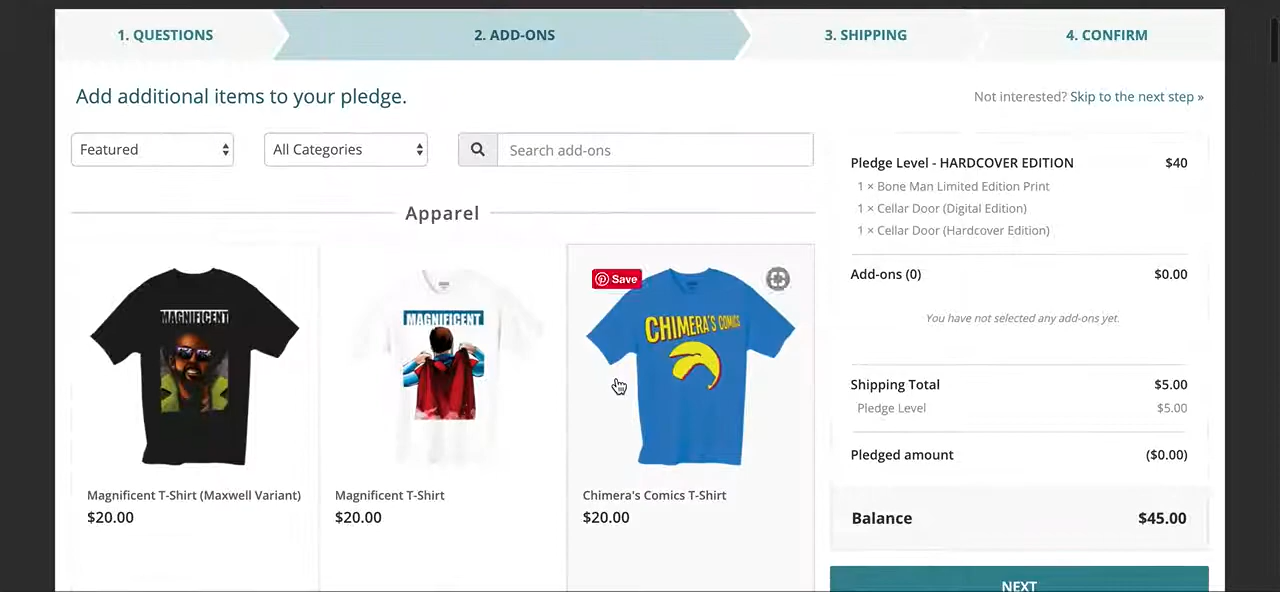 1. QUESTIONS
2. ADD-ONS
3. SHIPPING
4. CONFIRM
Add additional items to your pledge.
Not interested? Skip to the next step »
Featured
All Categories
Search add-ons
Apparel
MAGNIFICENT
MAGNIFICENT
Save
CHIMERA'S COMICS
Magnificent T-Shirt (Maxwell Variant)
$20.00
Magnificent T-Shirt
$20.00
Chimera's Comics T-Shirt
$20.00
Pledge Level - HARDCOVER EDITION $40
1 × Bone Man Limited Edition Print
1 × Cellar Door (Digital Edition)
1 × Cellar Door (Hardcover Edition)
Add-ons (0) $0.00
You have not selected any add-ons yet.
Shipping Total $5.00
Pledge Level $5.00
Pledged amount ($0.00)
Balance $45.00
NEXT